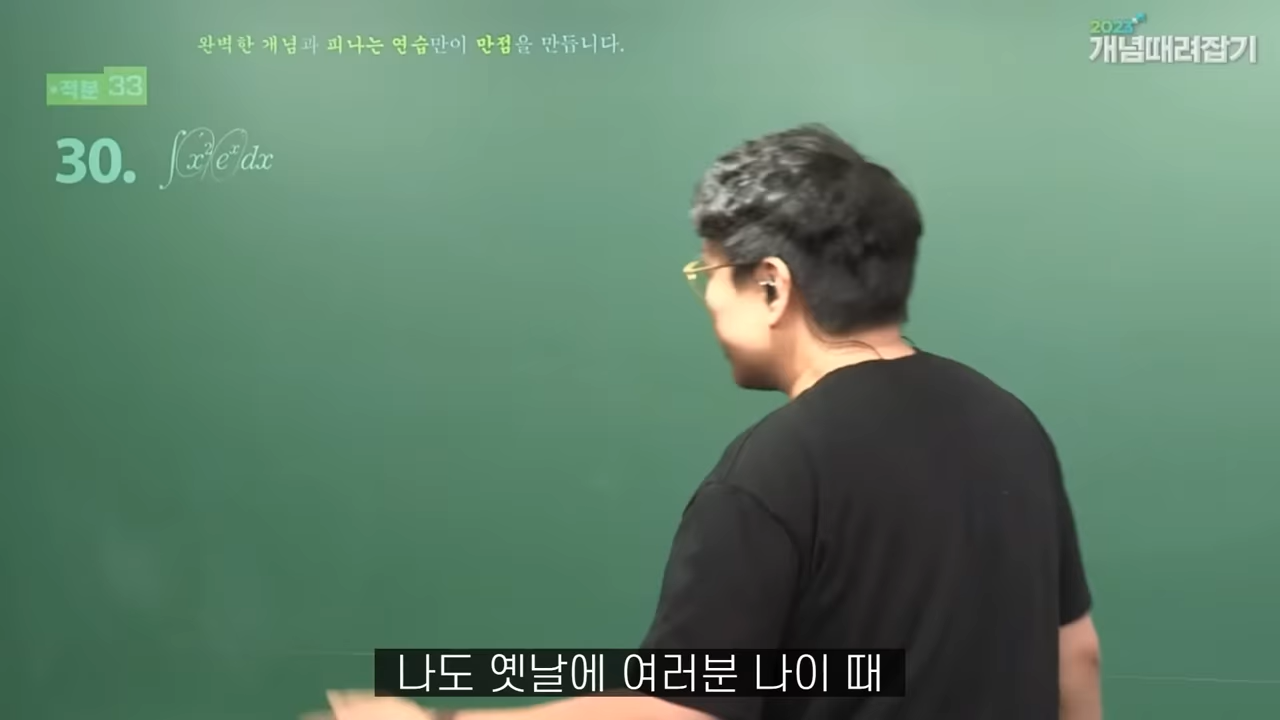 완벽한 개념과 피나는 연습만이 만점을 만듭니다.
2023
개념때려잡기
적분 33
30. ∫x²eˣdx
나도 옛날에 여러분 나이 때